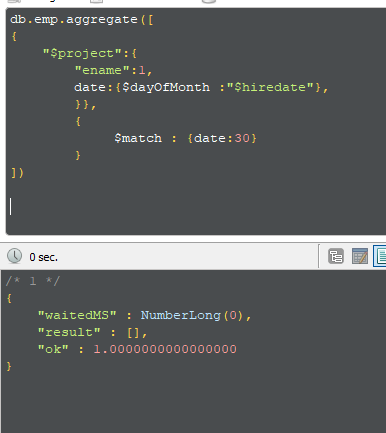 db.emp.aggregate([
{
    "$project":{
        "ename":1,
        date:{$dayOfMonth :"$hiredate"},
        }},
        {
             $match : {date:30}
        }
])
0 sec.
/* 1 */
{
    "waitedMS" : NumberLong(0),
    "result" : [],
    "ok" : 1.0000000000000000
}